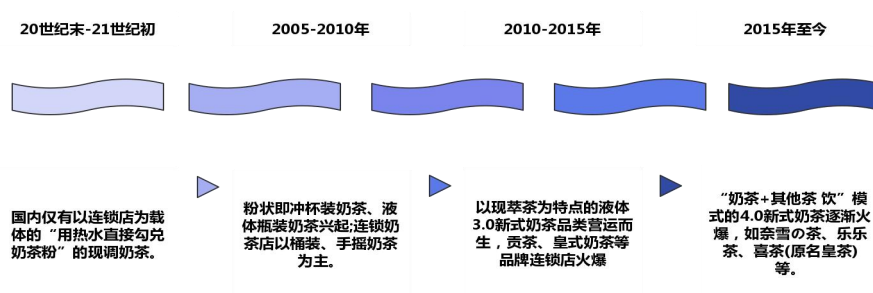 20世纪末-21世纪初
2005-2010年
2010-2015年
2015年至今
国内仅有以连锁店为载
体的“用热水直接勾兑
奶茶粉”的现调奶茶。
粉状即冲杯装奶茶、液
体瓶装奶茶兴起;连锁奶
茶店以桶装、手摇奶茶
为主。
以现萃茶为特点的液体
3.0新式奶茶品类营运而
生，贡茶、皇式奶茶等
品牌连锁店火爆
“奶茶+其他茶 饮”模
式的4.0新式奶茶逐渐火
爆，如奈雪の茶、乐乐
茶、喜茶(原名皇茶)
等。